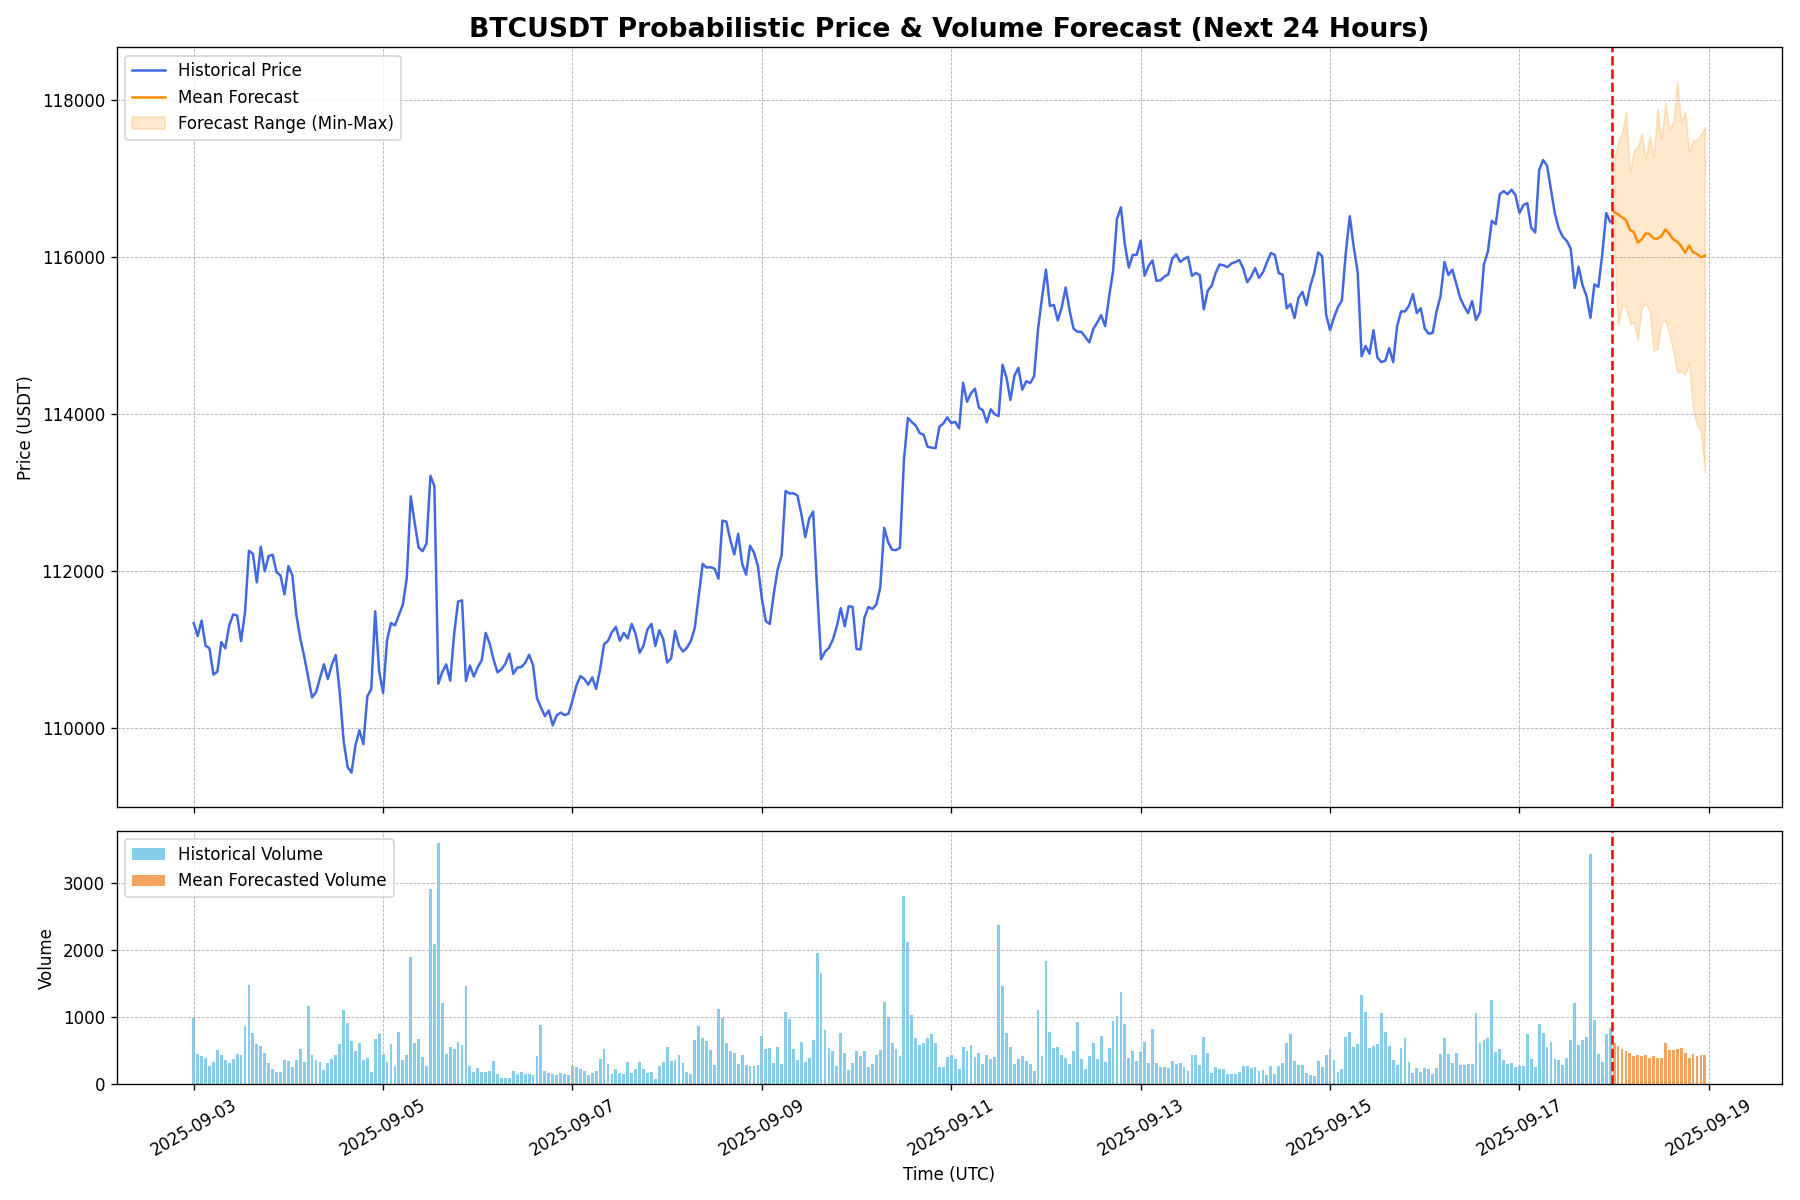 BTCUSDT Probabilistic Price & Volume Forecast (Next 24 Hours)
Historical Price
Mean Forecast
Forecast Range (Min-Max)
118000
116000
114000
112000
110000
Price (USDT)
Historical Volume
Mean Forecasted Volume
3000
2000
1000
0
Volume
2025-09-03
2025-09-05
2025-09-07
2025-09-09
2025-09-11
2025-09-13
2025-09-15
2025-09-17
2025-09-19
Time (UTC)